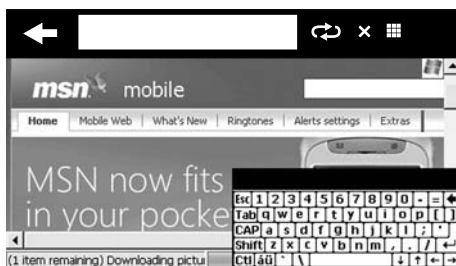 msn mobile
Home Mobile Web What's New Ringtones Alerts settings Extras
MSN now fits
in your pocke
Esc 1 2 3 4 5 6 7 8 9 0 - =
Tab q w e r t y u i o p [ ]
CAP a s d f g h j k l ; '
Shift z x c v b n m , . /
Ctl áü ` \
(1 item remaining) Downloading pictu